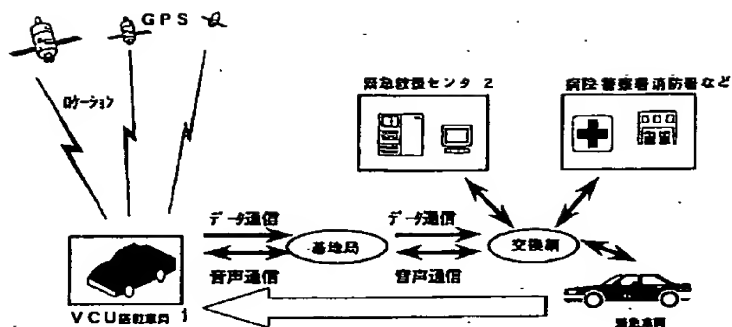 GPS
ロケーション
緊急救援センタ 2
病院警察署消防署など
データ通信
データ通信
基地局
交換網
音声通信
音声通信
VCU搭載車両 1
緊急車両